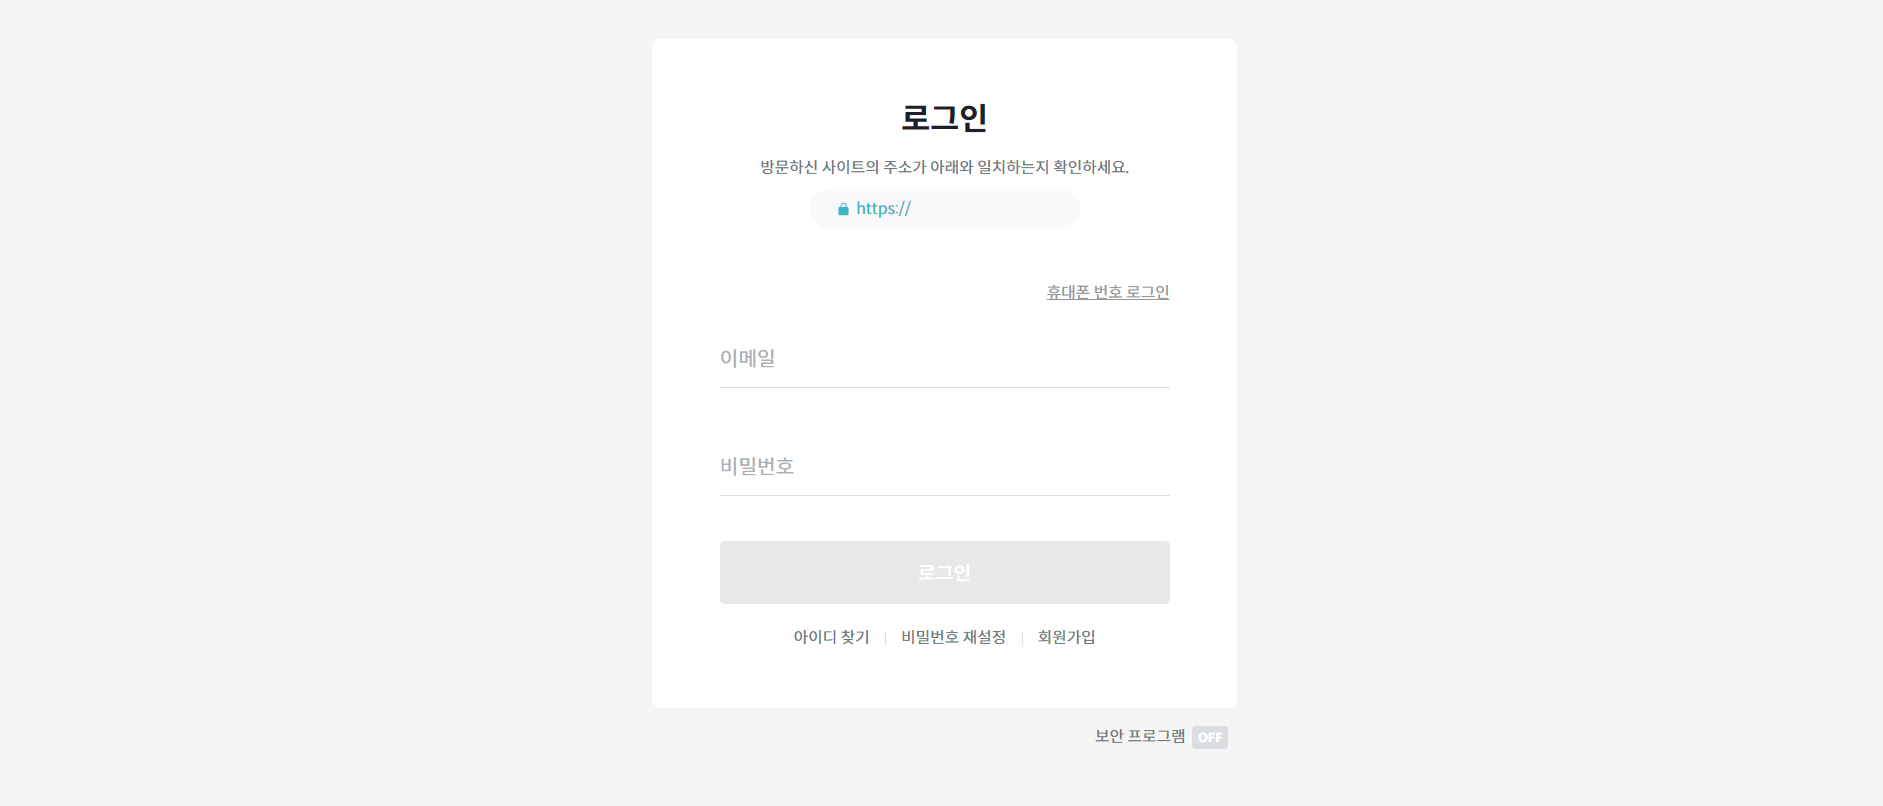 로그인
방문하신 사이트의 주소가 아래와 일치하는지 확인하세요.
https://
휴대폰 번호 로그인
이메일
비밀번호
로그인
아이디 찾기 | 비밀번호 재설정 | 회원가입
보안 프로그램 OFF